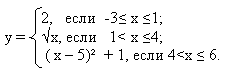 2, если -3≤ x ≤1;
y = √x, если 1< x ≤4;
(x – 5)² + 1, если 4<x ≤ 6.